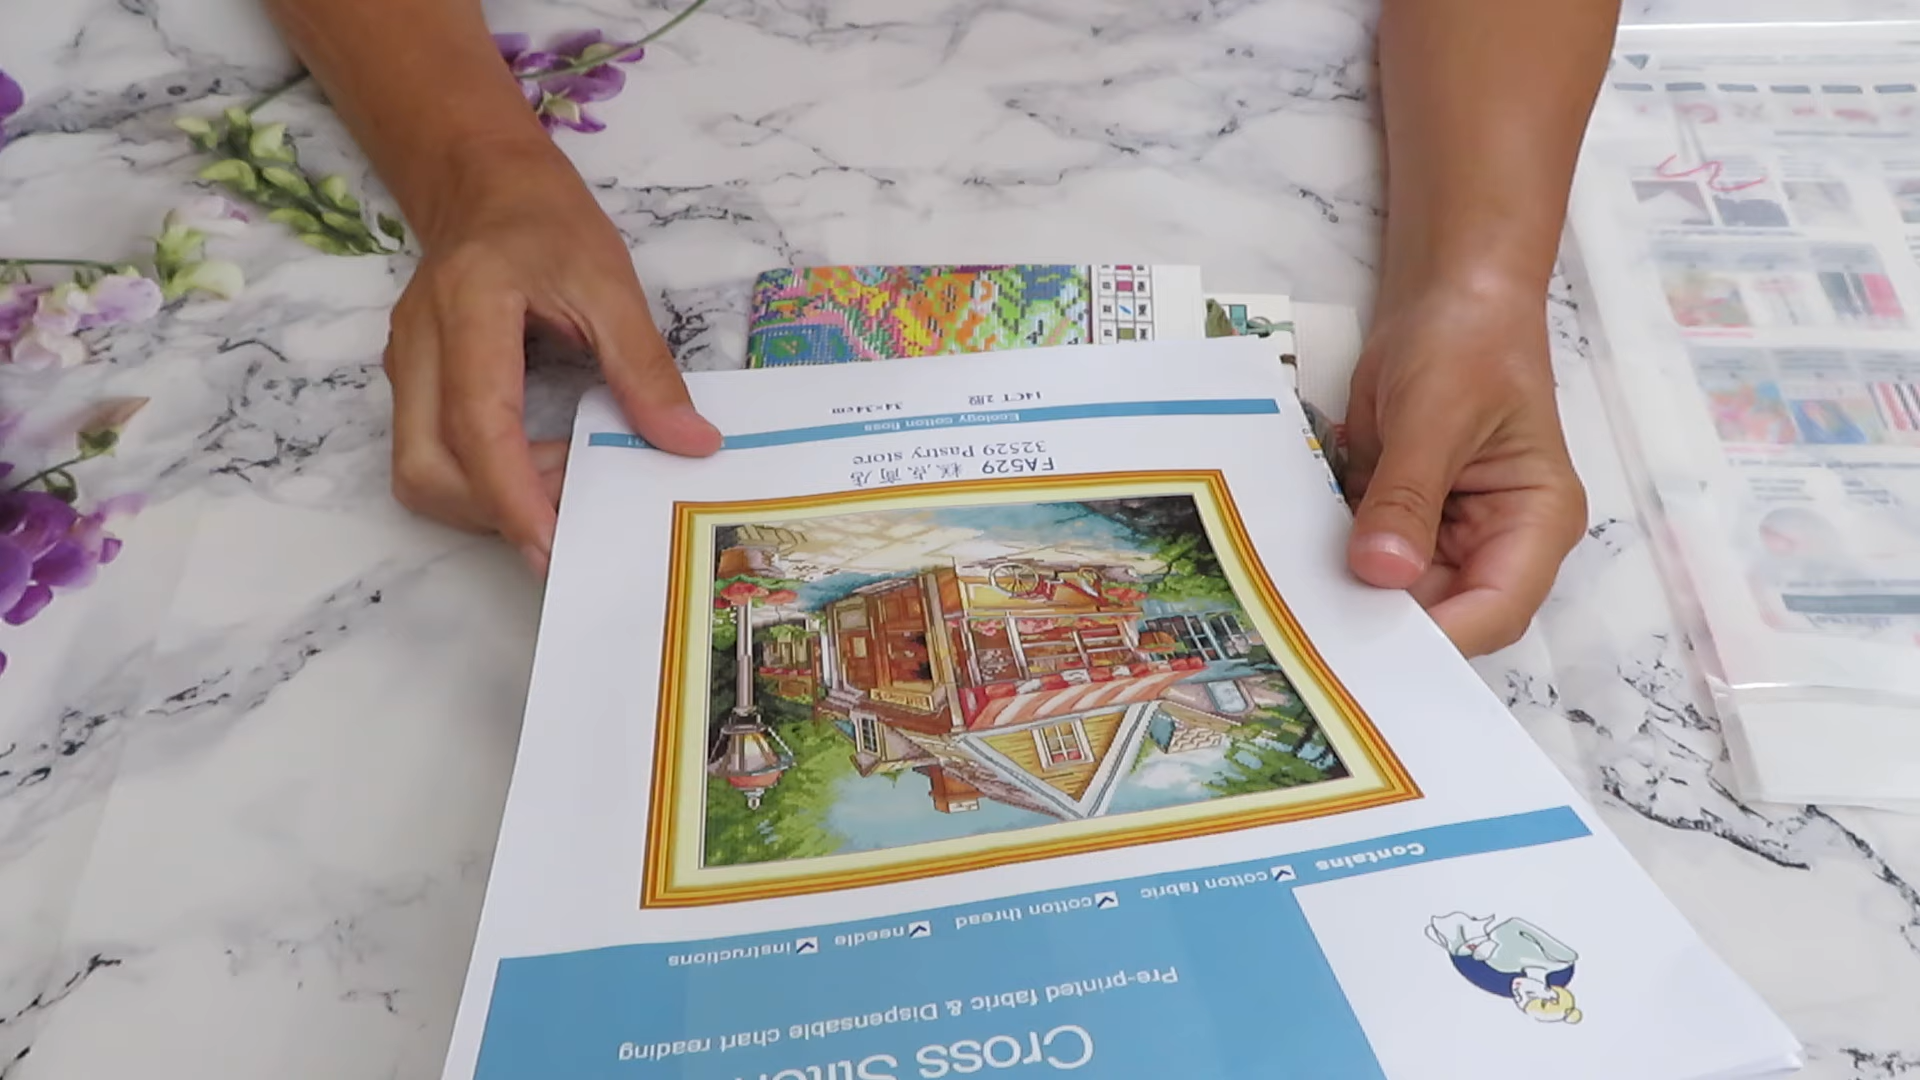 Cross
Pre-printed fabric & Dispensable chart reading
Contains
cotton fabric cotton thread needle instructions
FA529 糕点商店
32529 Pastry store
Ecology cotton floss
14CT 2股 34×34cm